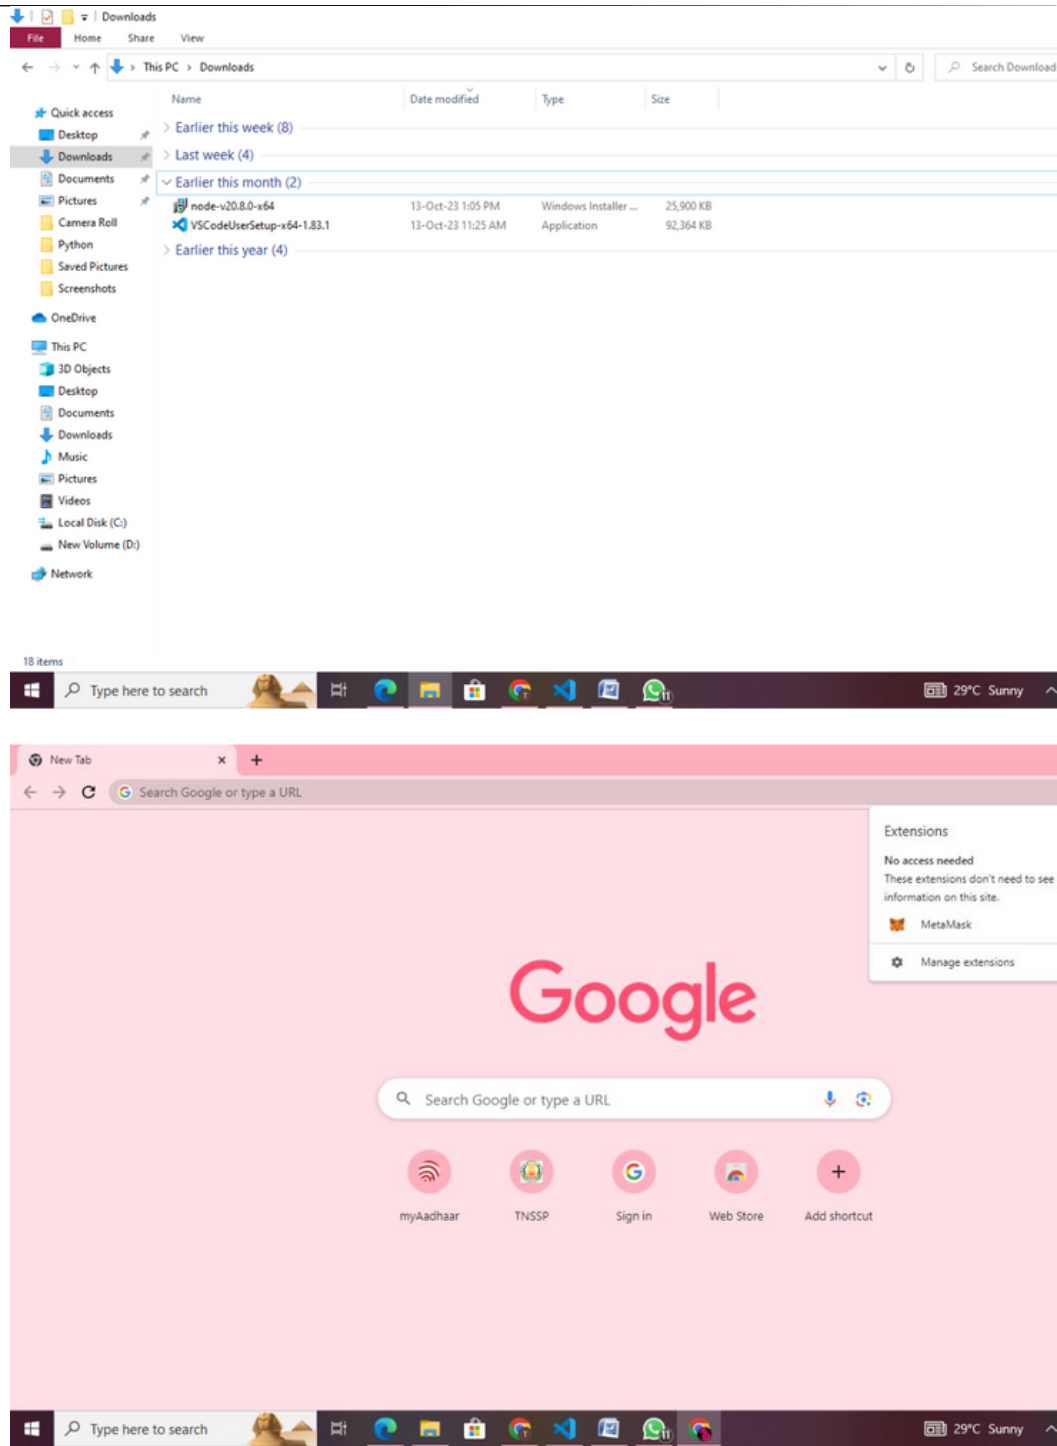 Downloads
File Home Share View
This PC > Downloads
Search Download
Name Date modified Type Size
Quick access
Desktop
Downloads
Documents
Pictures
Camera Roll
Python
Saved Pictures
Screenshots
OneDrive
This PC
3D Objects
Desktop
Documents
Downloads
Music
Pictures
Videos
Local Disk (C:)
New Volume (D:)
Network
Earlier this week (8)
Last week (4)
Earlier this month (2)
node-v20.8.0-x64 13-Oct-23 1:05 PM Windows Installer ... 25,900 KB
VSCodeUserSetup-x64-1.83.1 13-Oct-23 11:25 AM Application 92,364 KB
Earlier this year (4)
18 items
Type here to search
11
29°C Sunny
New Tab
Search Google or type a URL
Extensions
No access needed
These extensions don't need to see
information on this site.
MetaMask
Manage extensions
Google
Search Google or type a URL
myAadhaar TNSSP Sign in Web Store Add shortcut
Type here to search
11
29°C Sunny